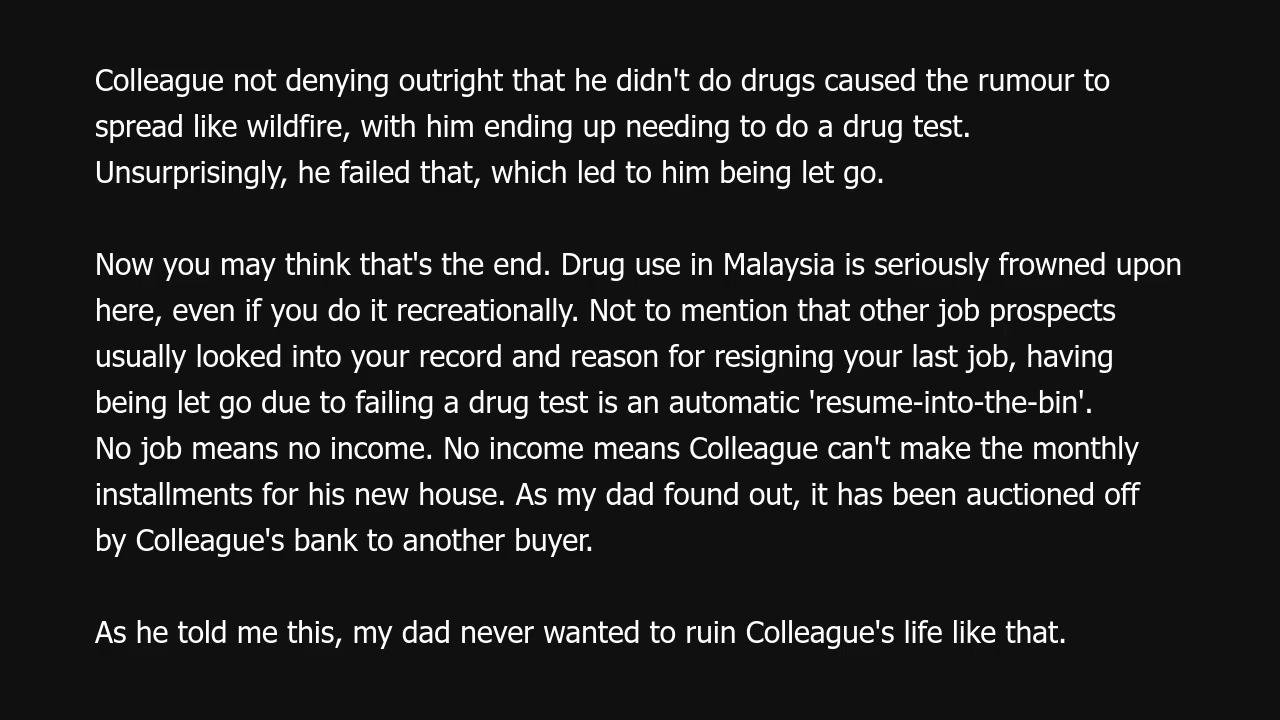 Colleague not denying outright that he didn't do drugs caused the rumour to
spread like wildfire, with him ending up needing to do a drug test.
Unsurprisingly, he failed that, which led to him being let go.
Now you may think that's the end. Drug use in Malaysia is seriously frowned upon
here, even if you do it recreationally. Not to mention that other job prospects
usually looked into your record and reason for resigning your last job, having
being let go due to failing a drug test is an automatic 'resume-into-the-bin'.
No job means no income. No income means Colleague can't make the monthly
installments for his new house. As my dad found out, it has been auctioned off
by Colleague's bank to another buyer.
As he told me this, my dad never wanted to ruin Colleague's life like that.